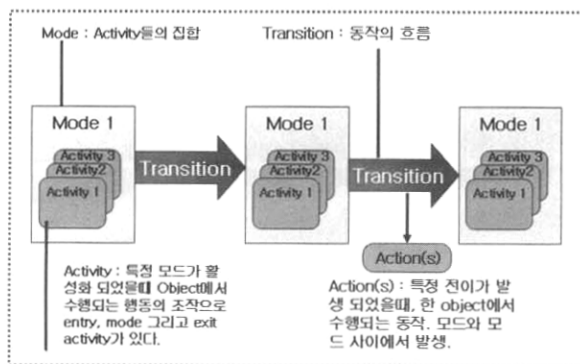 Mode : Activity들의 집합
Transition : 동작의 흐름
Mode 1
Activity 3
Activity2
Activity 1
Transition
Mode 1
Activity 3
Activity2
Activity 1
Transition
Mode 1
Activity 3
Activity2
Activity 1
Action(s)
Activity : 특정 모드가 활
성화 되었을때 Object에서
수행되는 행동의 조작으로
entry, mode 그리고 exit
activity가 있다.
Action(s) : 특정 전이가 발
생 되었을때, 한 object에서
수행되는 동작. 모드와 모
드 사이에서 발생.